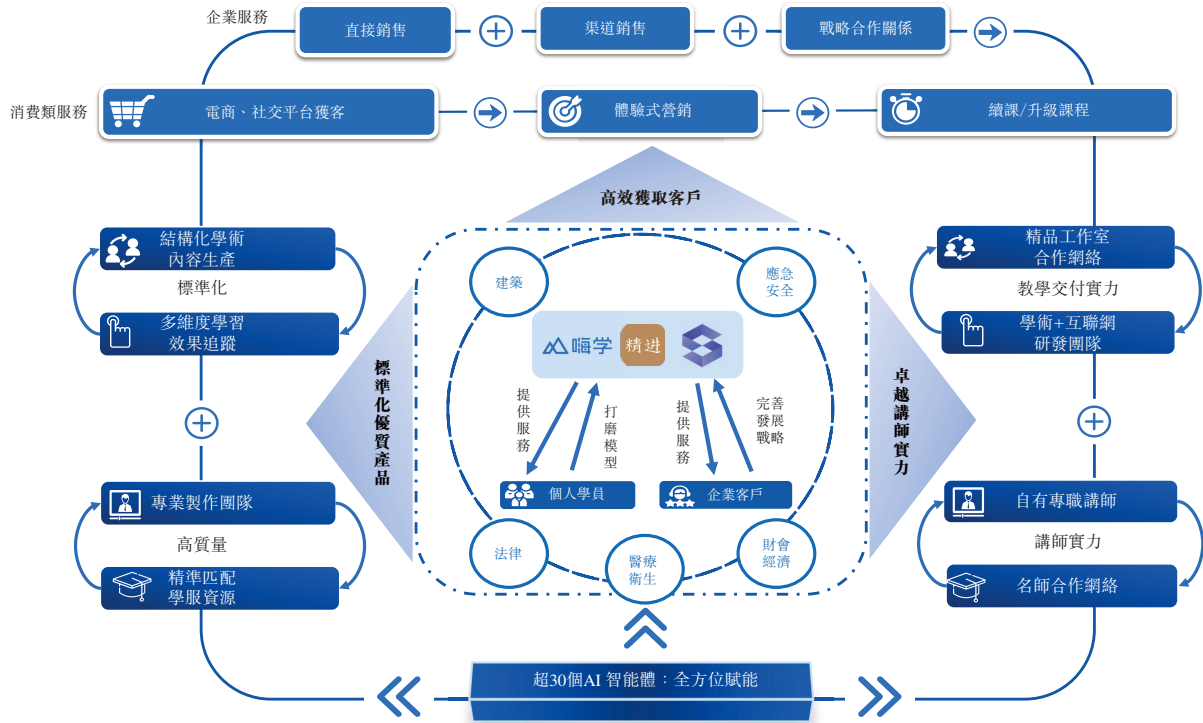 企業服務
直接銷售
渠道銷售
戰略合作關係
消費類服務
電商、社交平台獲客
體驗式營銷
續課/升級課程
高效獲取客戶
結構化學術
內容生產
標準化
多維度學習
效果追蹤
專業製作團隊
高質量
精準匹配
學服資源
標準化優質產品
建築
應急
安全
嗨学
精进
提供服務
打磨模型
提供服務
完善
發展
戰略
個人學員
企業客戶
法律
醫療
衛生
財會
經濟
卓越講師實力
精品工作室
合作網絡
教學交付實力
學術+互聯網
研發團隊
自有專職講師
講師實力
名師合作網絡
超30個AI 智能體：全方位賦能